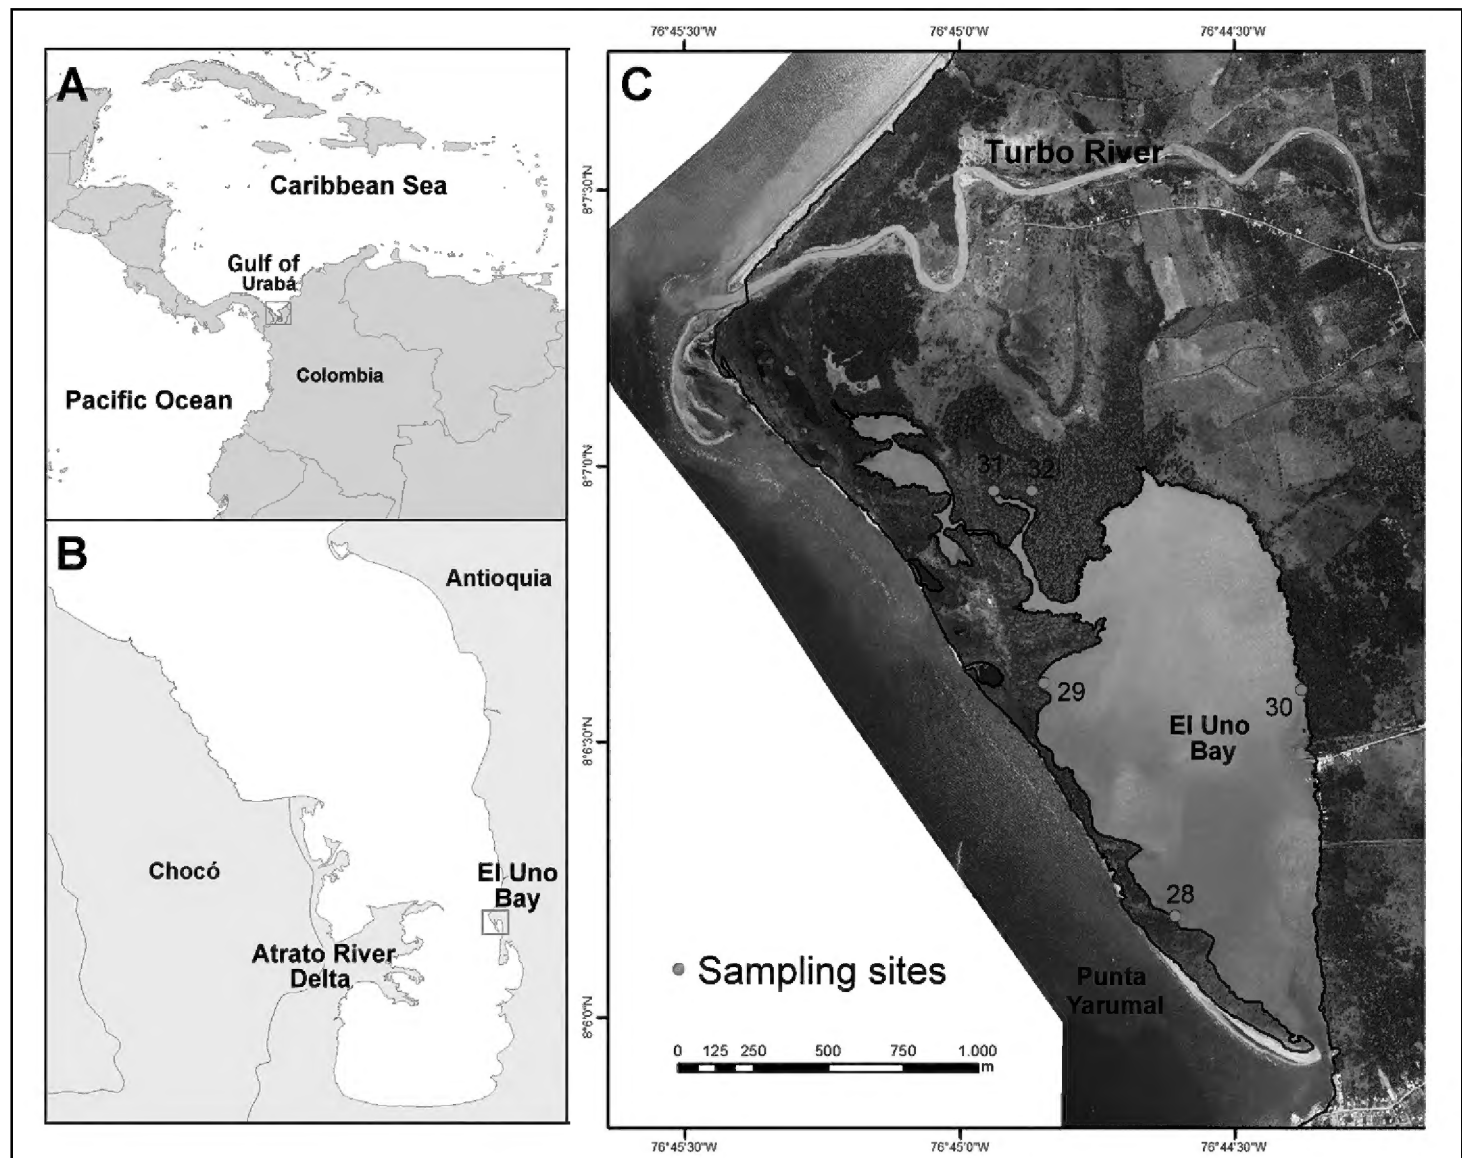 A
Caribbean Sea
Gulf of
Urabá
Colombia
Pacific Ocean
B
Antioquia
Chocó
El Uno
Bay
Atrato River
Delta
76°45'30"W
76°45'0"W
76°44'30"W
C
Turbo River
8°7'30"N
8°7'0"N
8°6'30"N
8°6'0"N
31
32
29
30
El Uno
Bay
28
Sampling sites
Punta
Yarumal
0 125 250 500 750 1.000
m
76°45'30"W
76°45'0"W
76°44'30"W